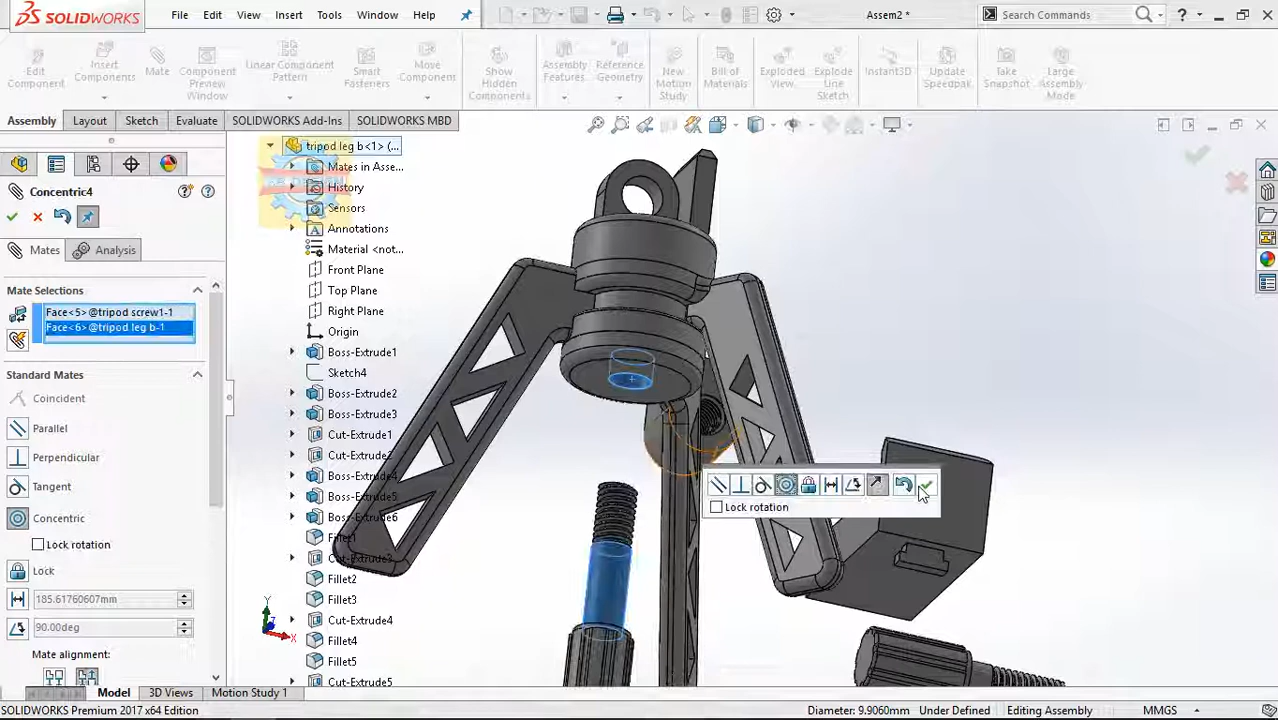 SOLIDWORKS
File Edit View Insert Tools Window Help
Assem2 *
Search Commands
Edit Component
Insert Components
Mate
Component Preview Window
Linear Component Pattern
Smart Fasteners
Move Component
Show Hidden Components
Assembly Features
Reference Geometry
New Motion Study
Bill of Materials
Exploded View
Explode Line Sketch
Instant3D
Update Speedpak
Take Snapshot
Large Assembly Mode
Assembly Layout Sketch Evaluate SOLIDWORKS Add-Ins SOLIDWORKS MBD
Concentric4
Mates Analysis
Mate Selections
Face<5>@tripod screw1-1
Face<6>@tripod leg b-1
Standard Mates
Coincident
Parallel
Perpendicular
Tangent
Concentric
Lock rotation
Lock
185.61760607mm
90.00deg
Mate alignment:
tripod leg b<1> (...
Mates in Asse...
History
Sensors
Annotations
Material <not...
Front Plane
Top Plane
Right Plane
Origin
Boss-Extrude1
Sketch4
Boss-Extrude2
Boss-Extrude3
Cut-Extrude1
Cut-Extrude2
Boss-Extrude4
Boss-Extrude5
Boss-Extrude6
Fillet1
Cut-Extrude3
Fillet2
Fillet3
Cut-Extrude4
Fillet4
Fillet5
Cut-Extrude5
Lock rotation
Y
Z
X
Model 3D Views Motion Study 1
SOLIDWORKS Premium 2017 x64 Edition
Diameter: 9.9060mm Under Defined Editing Assembly MMGS